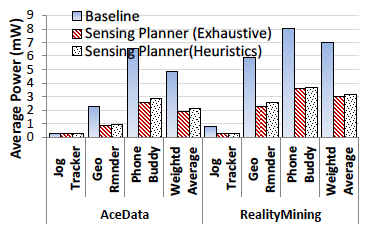 Average Power (mW)
9
8
7
6
5
4
3
2
1
0
Baseline
Sensing Planner (Exhaustive)
Sensing Planner(Heuristics)
Jog Tracker
Geo Rmnder
Phone Buddy
Weightd Average
Jog Tracker
Geo Rmnder
Phone Buddy
Weightd Average
AceData
RealityMining